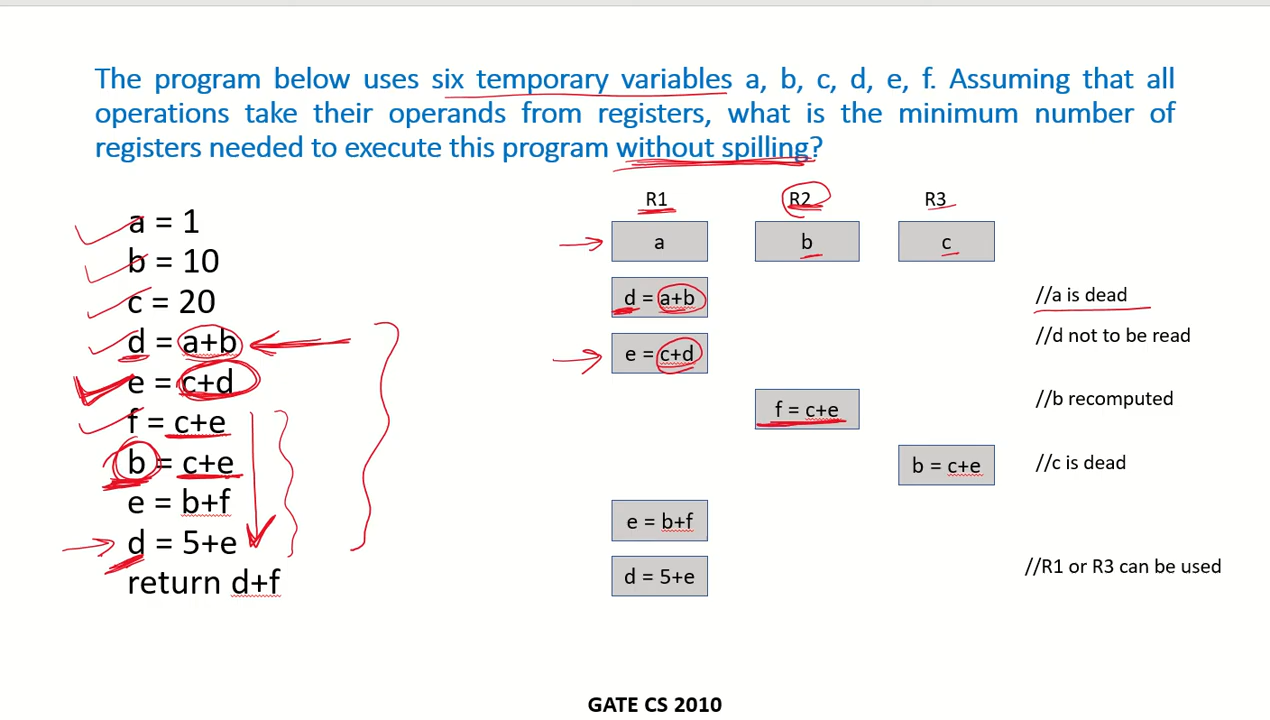 The program below uses six temporary variables a, b, c, d, e, f. Assuming that all
operations take their operands from registers, what is the minimum number of
registers needed to execute this program without spilling?
a = 1
b = 10
c = 20
d = a+b
e = c+d
f = c+e
b = c+e
e = b+f
d = 5+e
return d+f
R1 R2 R3
a b c
d = a+b //a is dead
//d not to be read
e = c+d
f = c+e //b recomputed
b = c+e //c is dead
e = b+f
d = 5+e //R1 or R3 can be used
GATE CS 2010